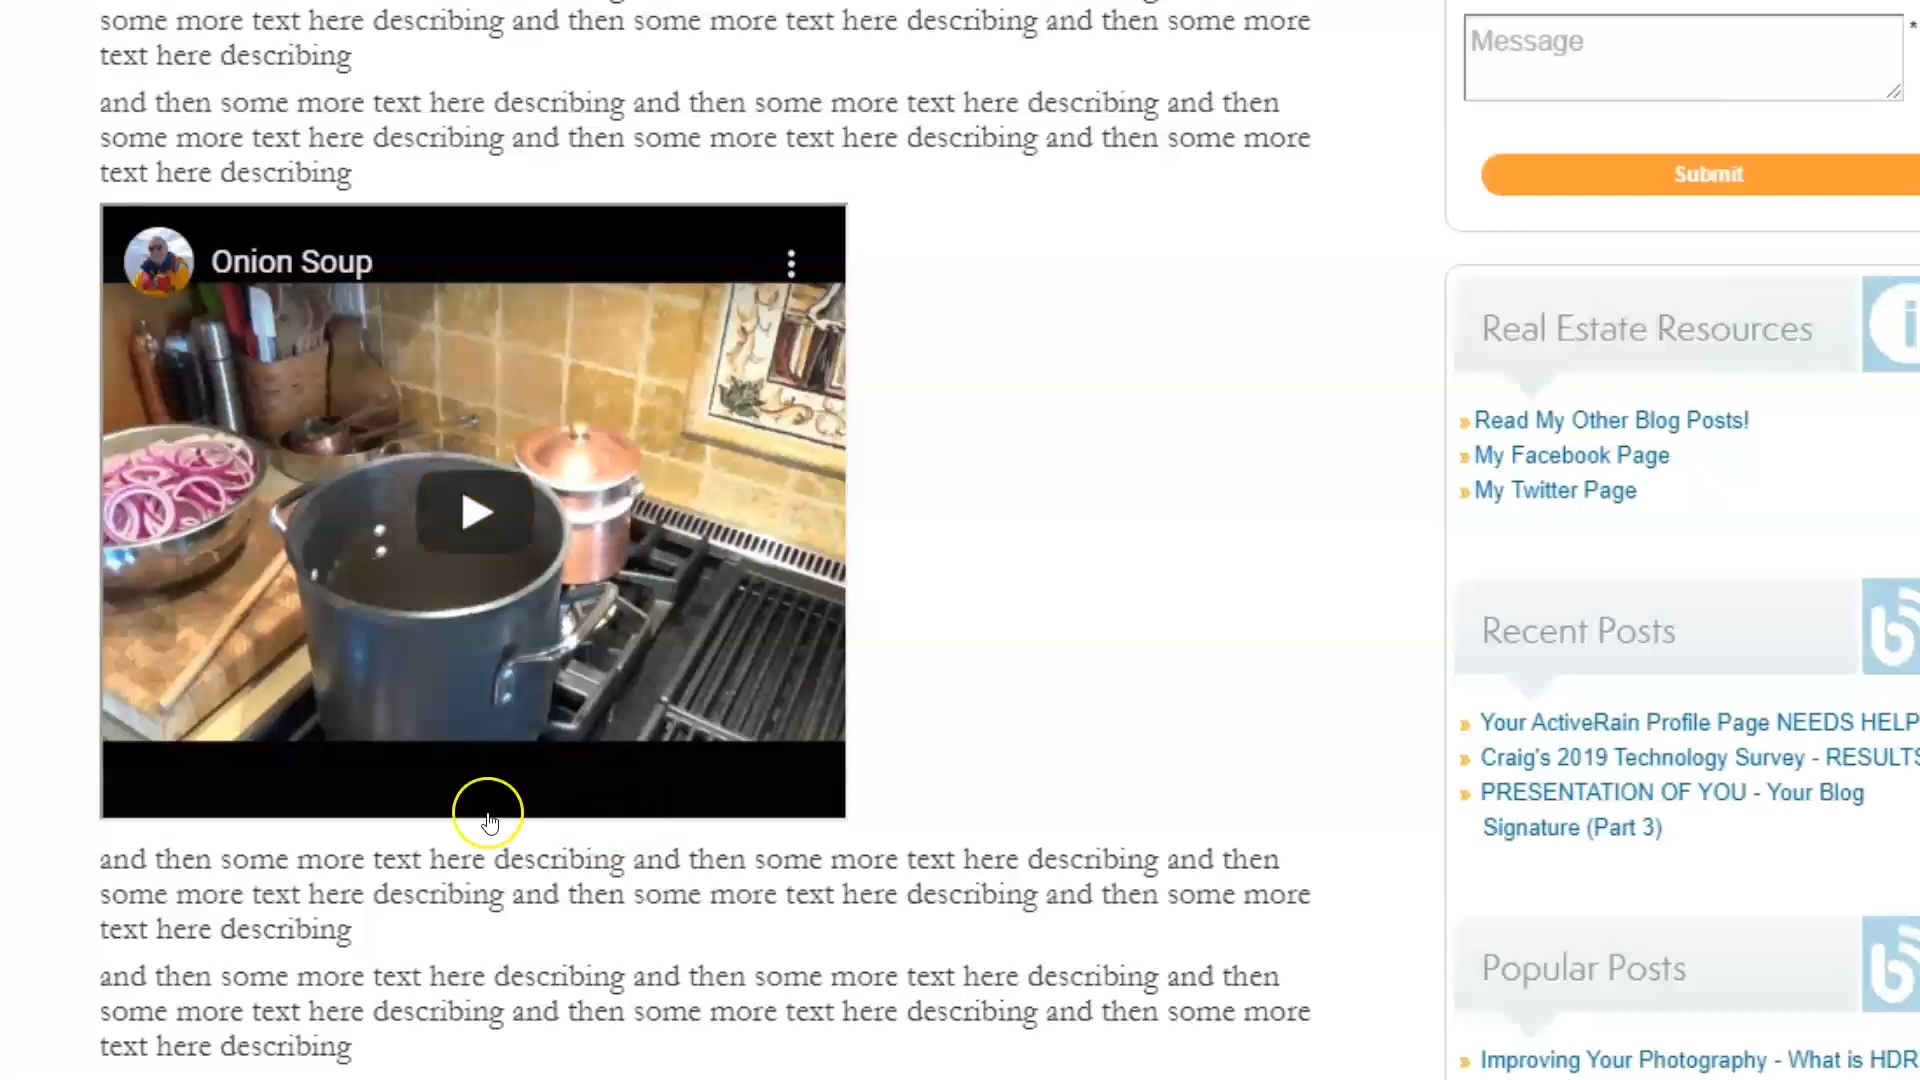 some more text here describing and then some more text here describing and then some more
text here describing
and then some more text here describing and then some more text here describing and then
some more text here describing and then some more text here describing and then some more
text here describing
Onion Soup
and then some more text here describing and then some more text here describing and then
some more text here describing and then some more text here describing and then some more
text here describing
and then some more text here describing and then some more text here describing and then
some more text here describing and then some more text here describing and then some more
text here describing
Message
*
Submit
Real Estate Resources
» Read My Other Blog Posts!
» My Facebook Page
» My Twitter Page
Recent Posts
» Your ActiveRain Profile Page NEEDS HELP
» Craig's 2019 Technology Survey - RESULTS
» PRESENTATION OF YOU - Your Blog
Signature (Part 3)
Popular Posts
» Improving Your Photography - What is HDR